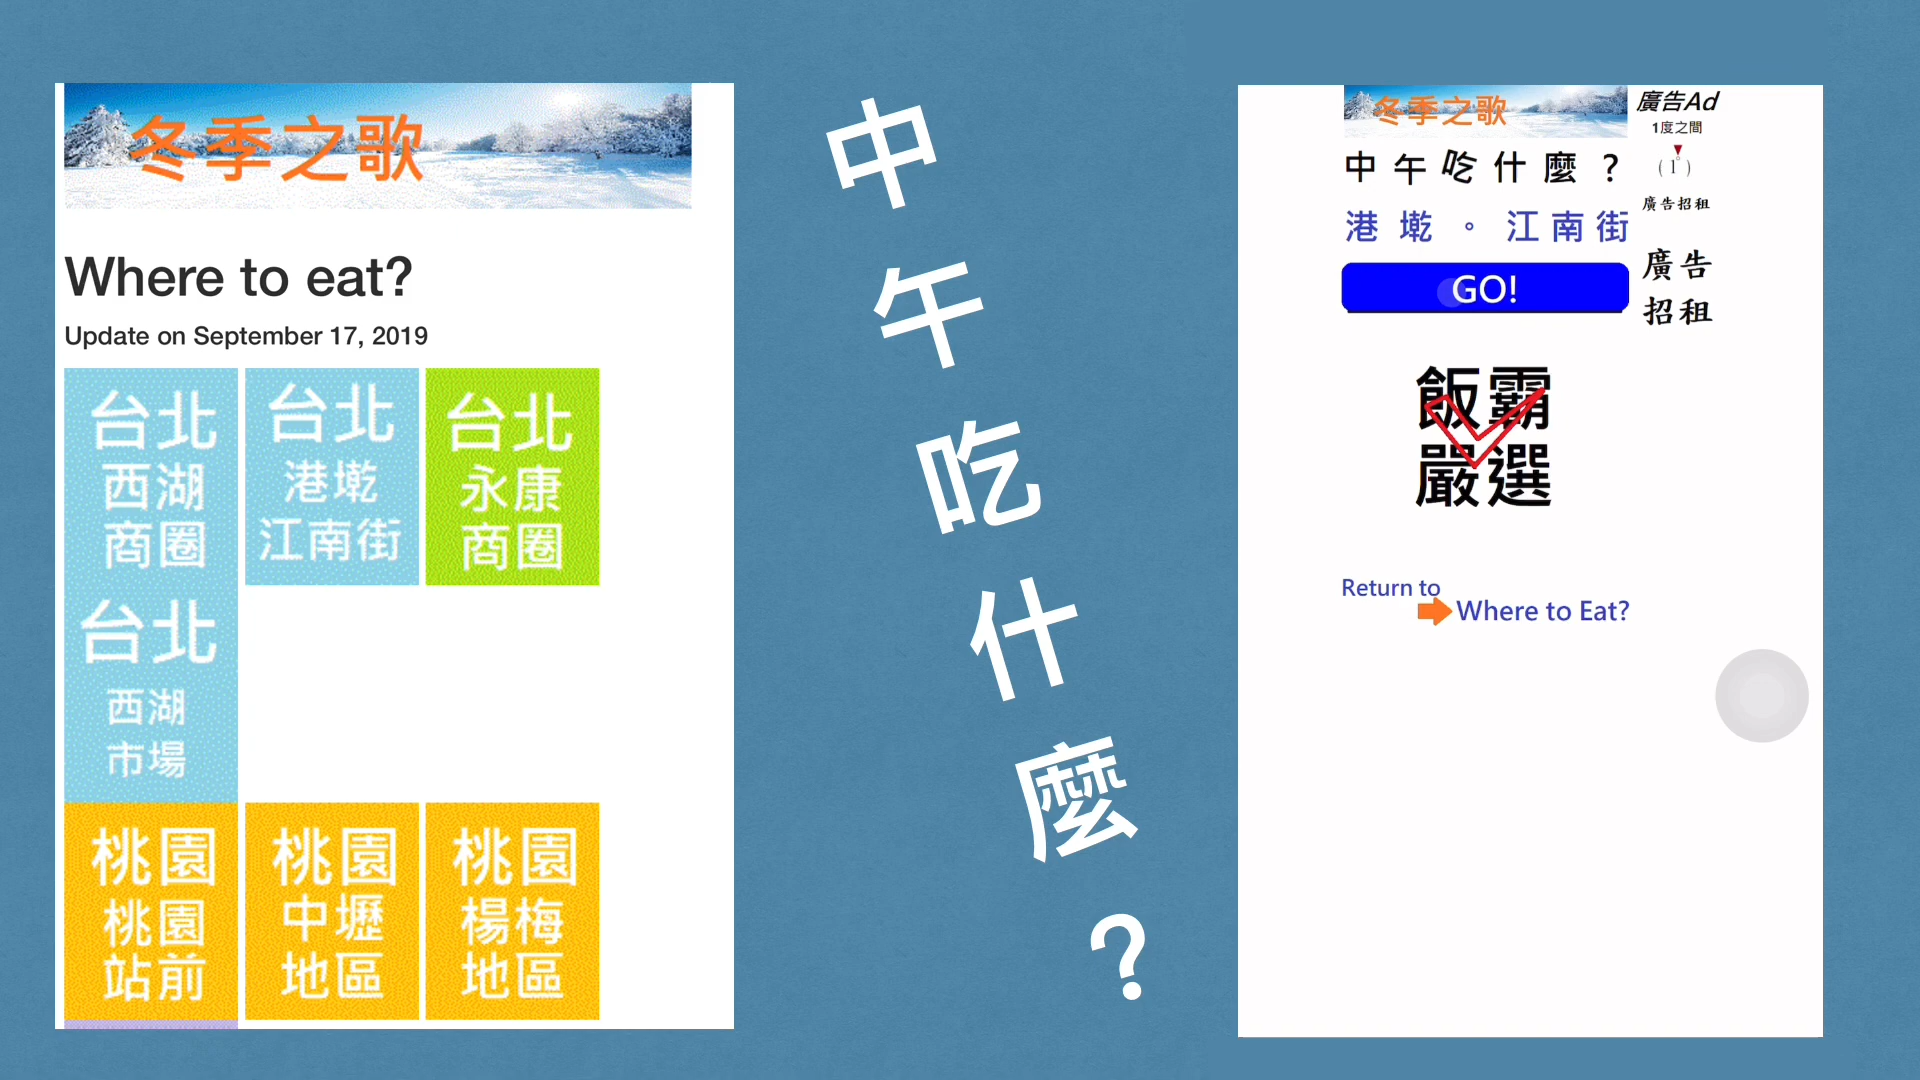 冬季之歌
Where to eat?
Update on September 17, 2019
台北
西湖
商圈
台北
港墘
江南街
台北
永康
商圈
台北
西湖
市場
桃園
桃園
站前
桃園
中壢
地區
桃園
楊梅
地區
中午吃什麼？
冬季之歌
中午吃什麼？
港墘。江南街
GO!
飯霸
嚴選
Return to
Where to Eat?
廣告Ad
1度之間
(1°)
廣告招租
廣告
招租